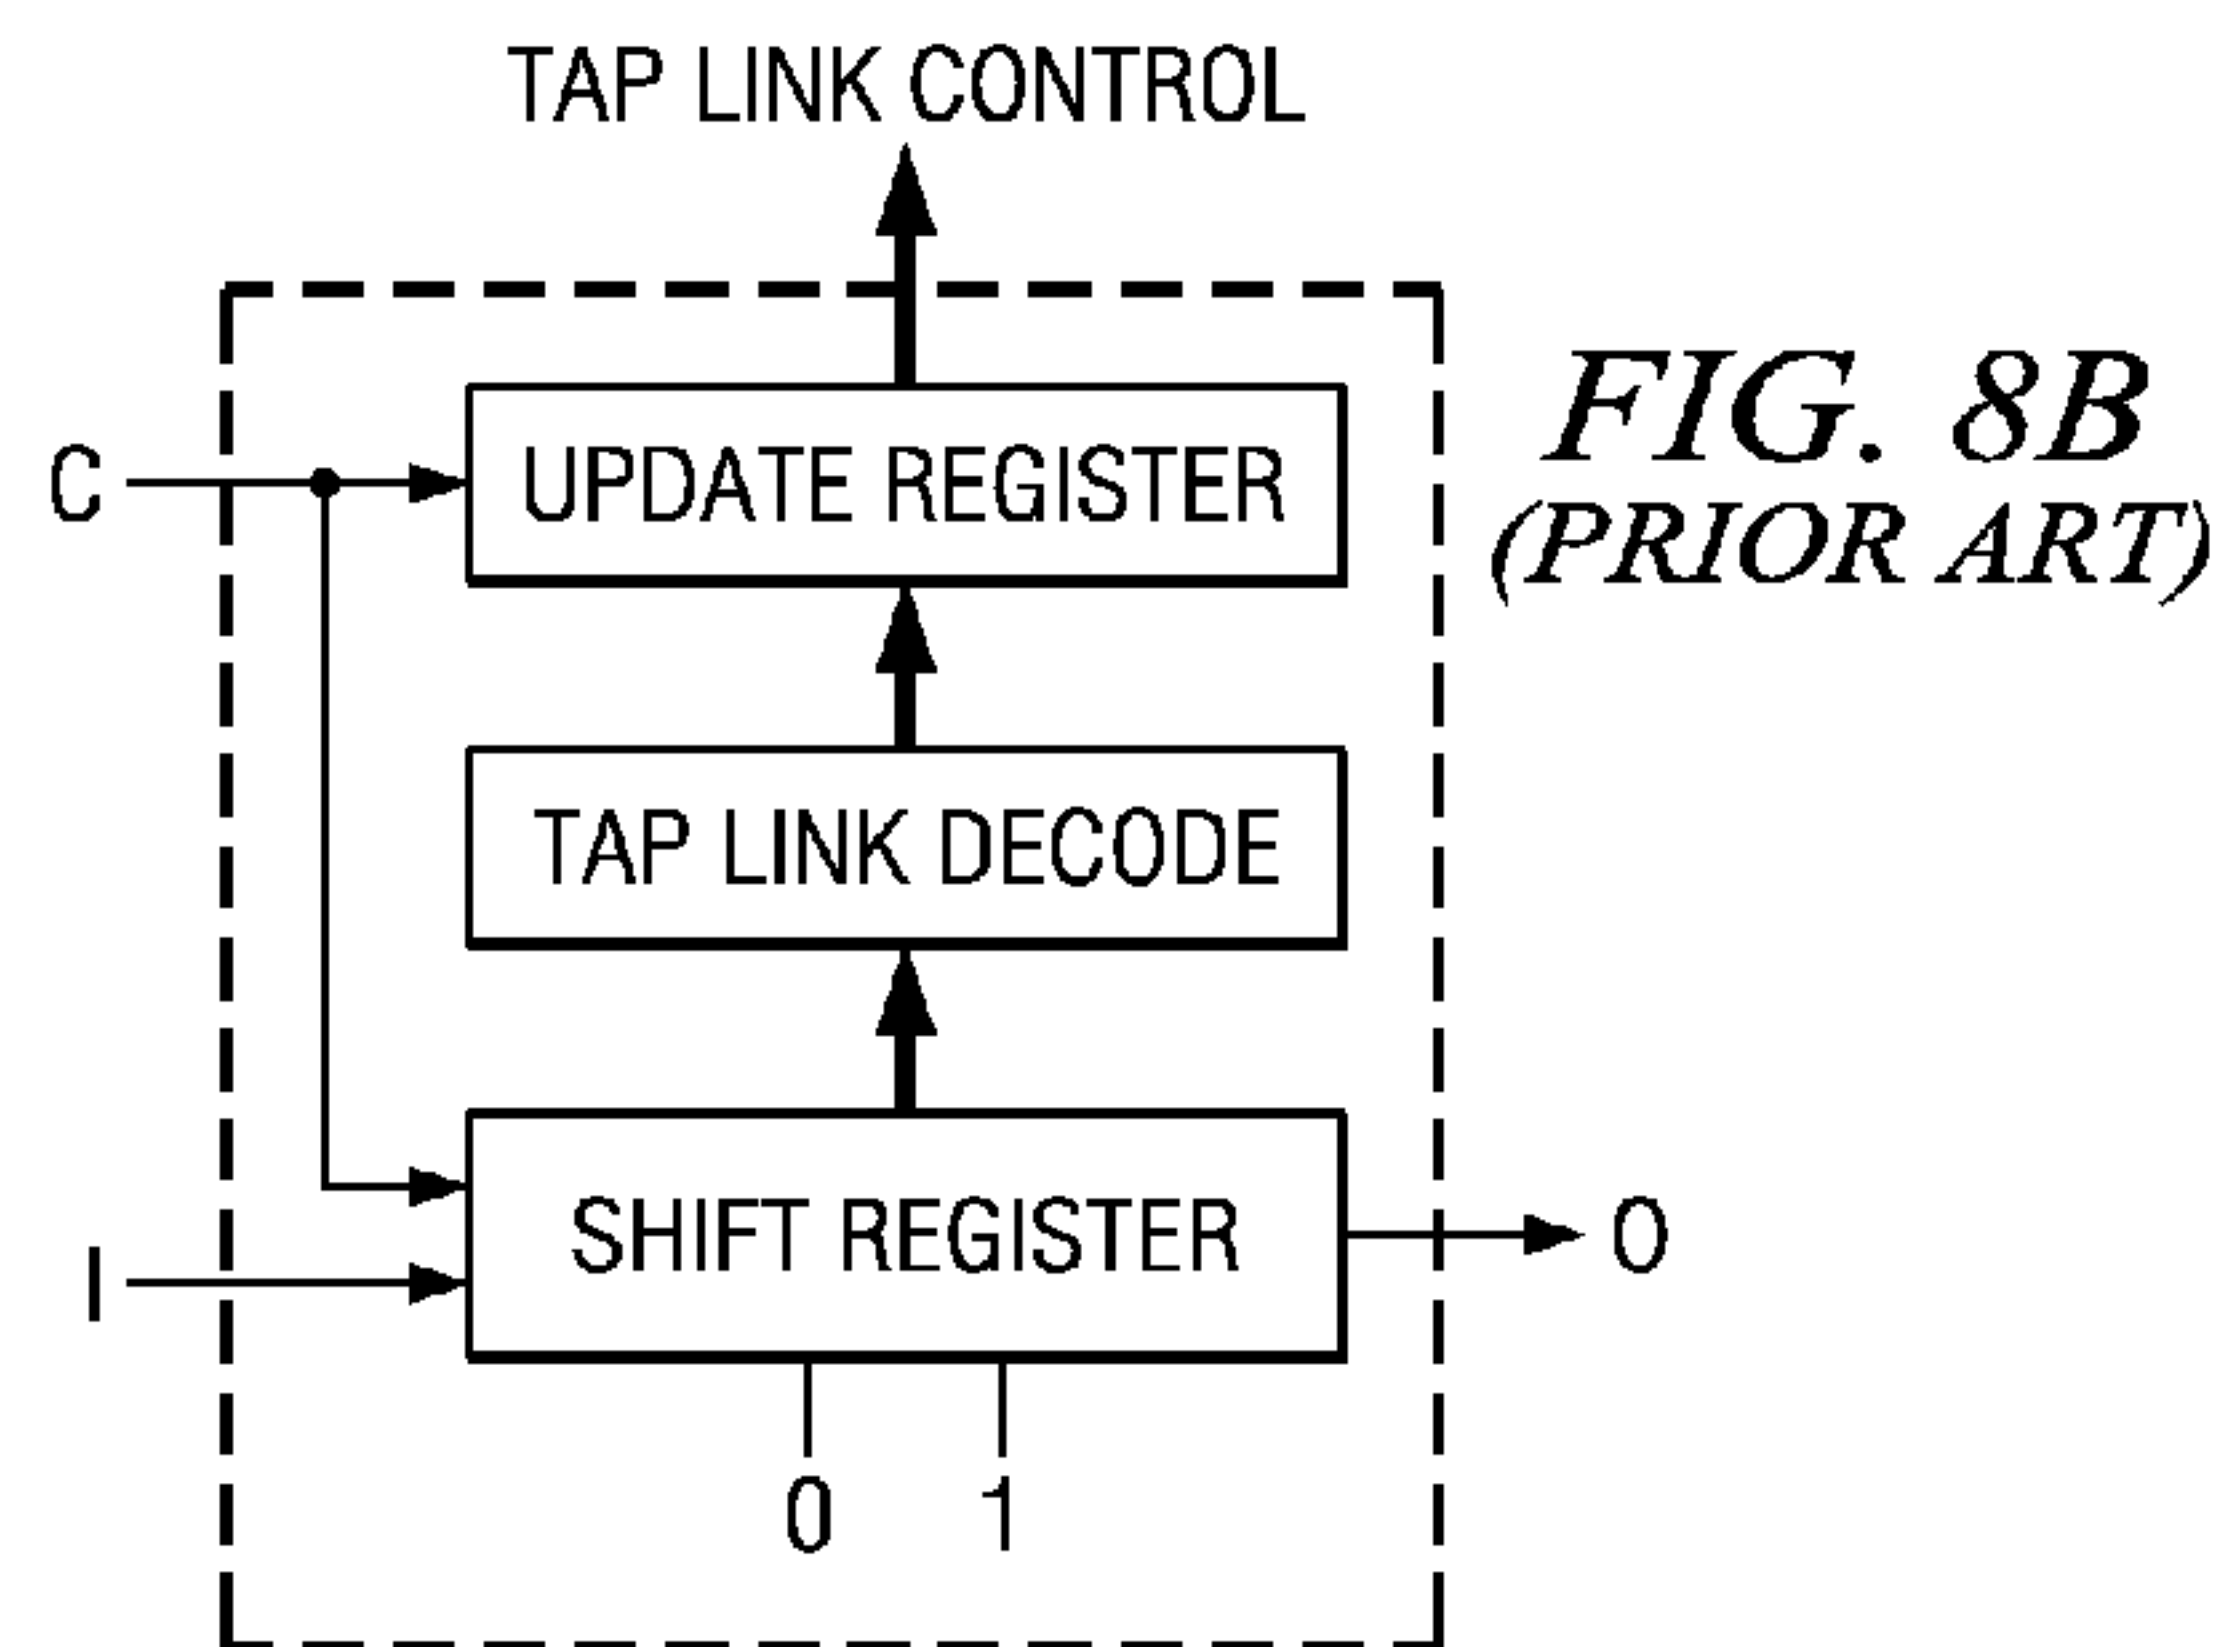 TAP LINK CONTROL
FIG. 8B
(PRIOR ART)
C
UPDATE REGISTER
TAP LINK DECODE
SHIFT REGISTER
I
O
0
1